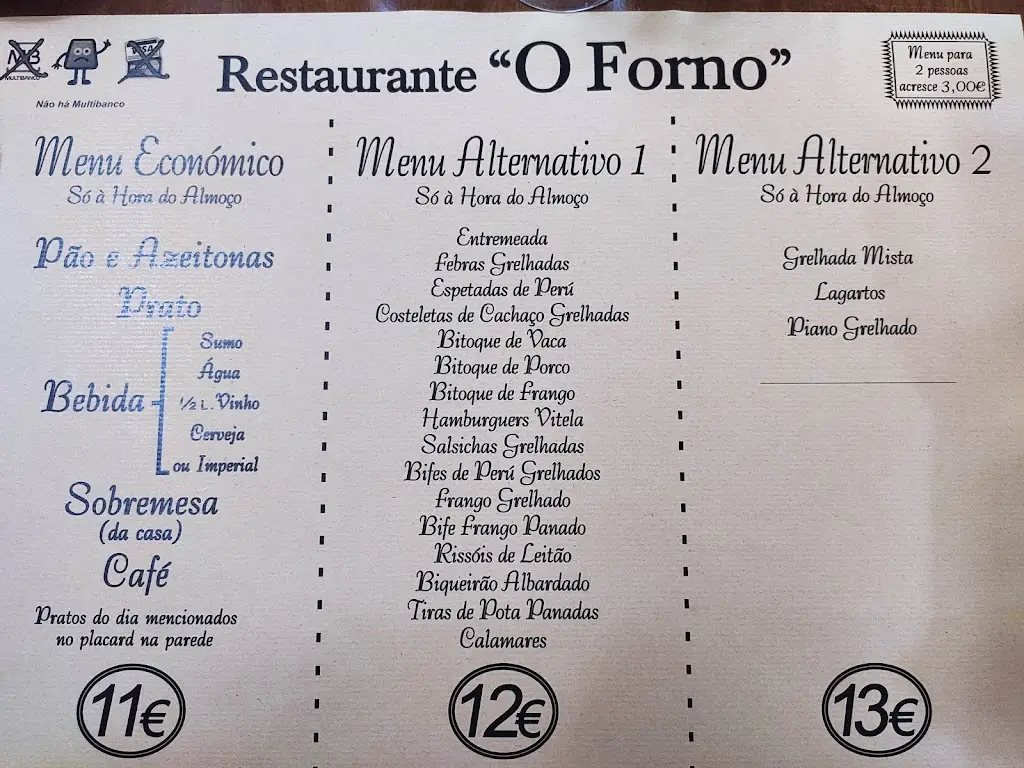 MB
MULTIBANCO
VISA
Não há Multibanco
Restaurante “O Forno”
Menu para
2 pessoas
acresce 3,00€
Menu Económico
Só à Hora do Almoço
Pão e Azeitonas
Prato
Bebida
Sumo
Água
½ L. Vinho
Cerveja
ou Imperial
Sobremesa
(da casa)
Café
Pratos do dia mencionados
no placard na parede
11€
Menu Alternativo 1
Só à Hora do Almoço
Entremeada
Febras Grelhadas
Espetadas de Perú
Costeletas de Cachaço Grelhadas
Bitoque de Vaca
Bitoque de Porco
Bitoque de Frango
Hamburguers Vitela
Salsichas Grelhadas
Bifes de Perú Grelhados
Frango Grelhado
Bife Frango Panado
Rissóis de Leitão
Biqueirão Albardado
Tiras de Pota Panadas
Calamares
12€
Menu Alternativo 2
Só à Hora do Almoço
Grelhada Mista
Lagartos
Piano Grelhado
13€